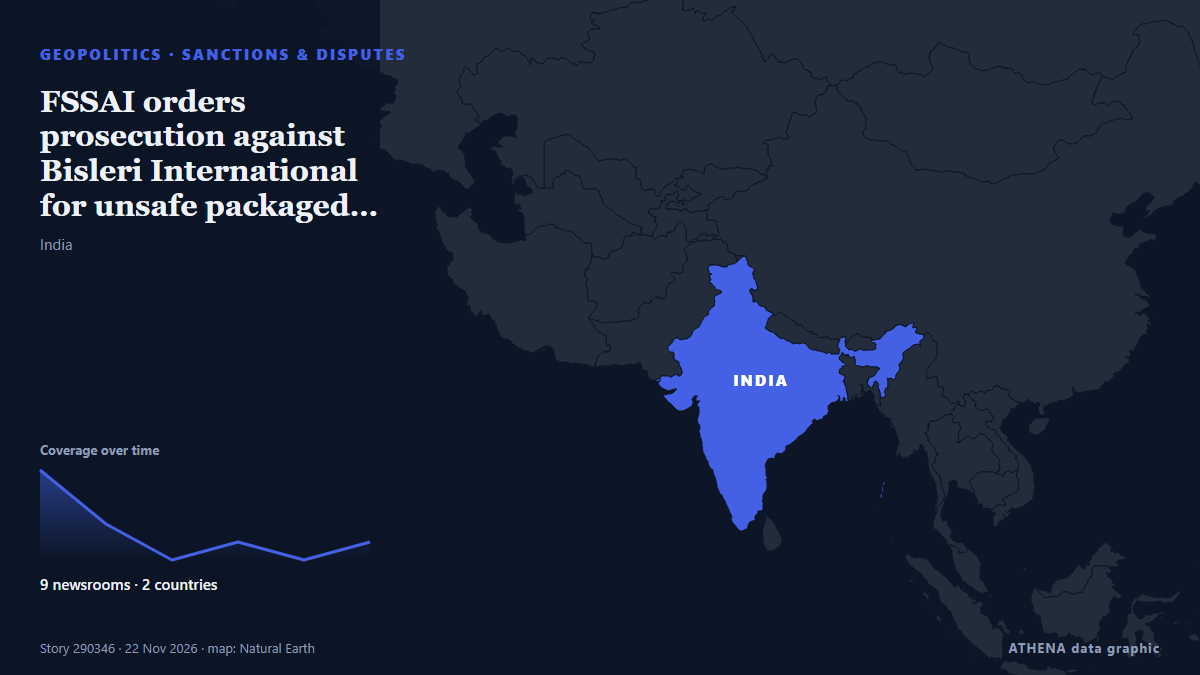 GEOPOLITICS · SANCTIONS & DISPUTES
FSSAI orders
prosecution against
Bisleri International
for unsafe packaged...
India
INDIA
Coverage over time
9 newsrooms · 2 countries
Story 290346 · 22 Nov 2026 · map: Natural Earth
ATHENA data graphic